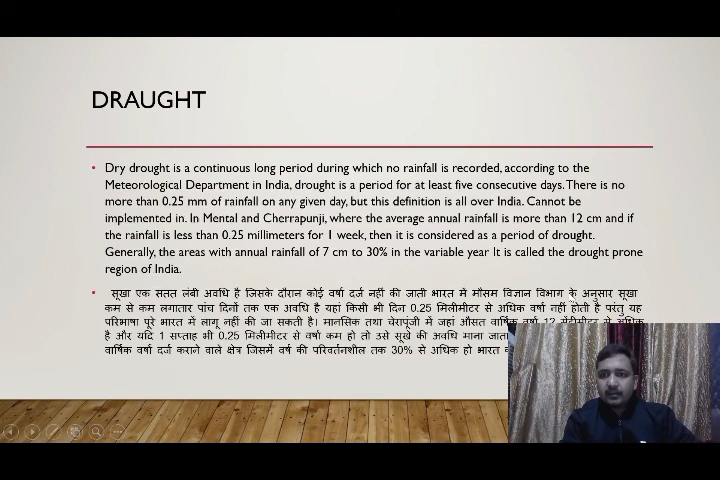 DRAUGHT
• Dry drought is a continuous long period during which no rainfall is recorded, according to the
Meteorological Department in India, drought is a period for at least five consecutive days. There is no
more than 0.25 mm of rainfall on any given day, but this definition is all over India. Cannot be
implemented in. In Mental and Cherrapunji, where the average annual rainfall is more than 12 cm and if
the rainfall is less than 0.25 millimeters for 1 week, then it is considered as a period of drought.
Generally, the areas with annual rainfall of 7 cm to 30% in the variable year It is called the drought prone
region of India.
• सूखा एक सतत लंबी अवधि है जिसके दौरान कोई वर्षा दर्ज नहीं की जाती भारत में मौसम विज्ञान विभाग के अनुसार सूखा
कम से कम लगातार पांच दिनों तक एक अवधि है यहां किसी भी दिन 0.25 मिलीमीटर से अधिक वर्षा नहीं होती है परंतु यह
परिभाषा पूरे भारत में लागू नहीं की जा सकती है। मानसिक तथा चेरापूंजी में जहां औसत वार्षिक वर्षा 12 सेंटीमीटर से अधिक
है और यदि 1 सप्ताह भी 0.25 मिलीमीटर से वर्षा कम हो तो उसे सूखे की अवधि माना जाता
वार्षिक वर्षा दर्ज कराने वाले क्षेत्र जिसमें वर्ष की परिवर्तनशील तक 30% से अधिक हो भारत